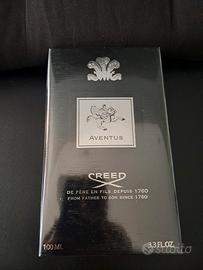 AVENTUS
CREED
DE PÈRE EN FILS DEPUIS 1760
FROM FATHER TO SON SINCE 1760
100 ML
3.3 FL.OZ.
subito